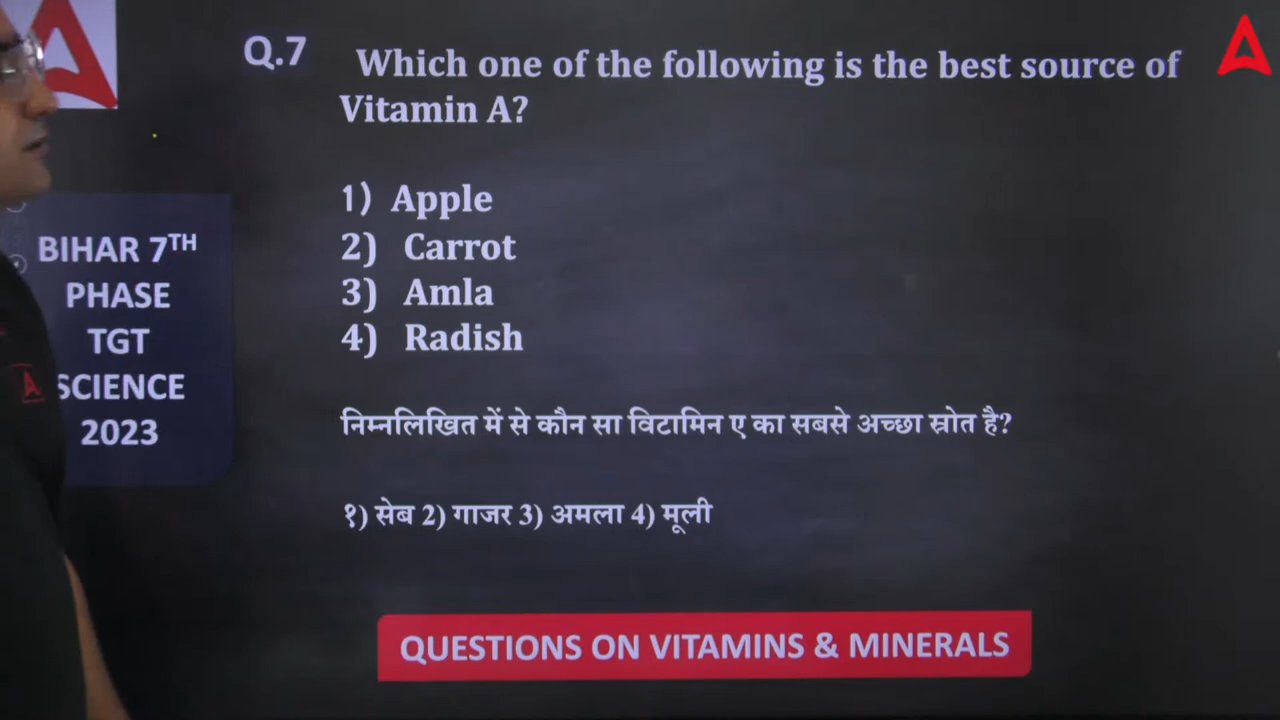 Q.7 Which one of the following is the best source of
Vitamin A?
1) Apple
2) Carrot
3) Amla
4) Radish
BIHAR 7TH
PHASE
TGT
SCIENCE
2023
निम्नलिखित में से कौन सा विटामिन ए का सबसे अच्छा स्रोत है?
१) सेब 2) गाजर 3) अमला 4) मूली
QUESTIONS ON VITAMINS & MINERALS